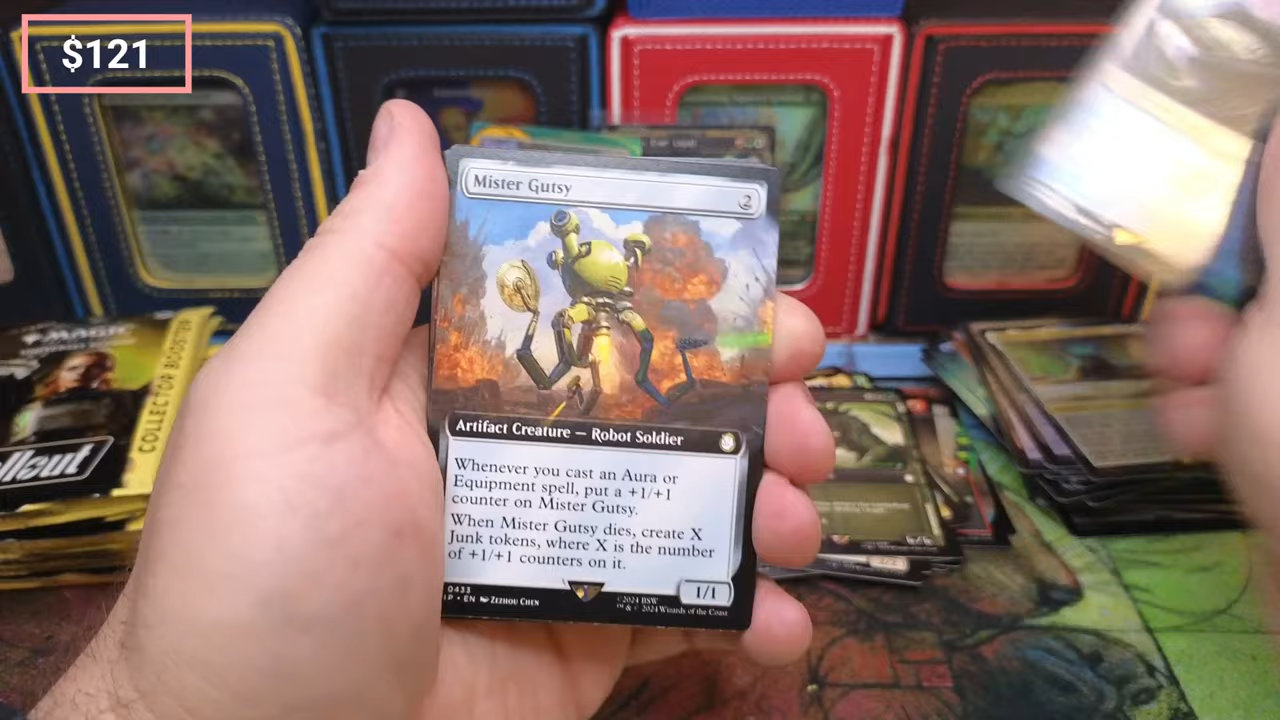 $121
Mister Gutsy
2
Artifact Creature — Robot Soldier
Whenever you cast an Aura or
Equipment spell, put a +1/+1
counter on Mister Gutsy.
When Mister Gutsy dies, create X
Junk tokens, where X is the number
of +1/+1 counters on it.
1/1
0433
EN ZEZHOU CHEN
©2024 BSW
™ & © 2024 Wizards of the Coast
MAGIC
COLLECTOR BOOSTER